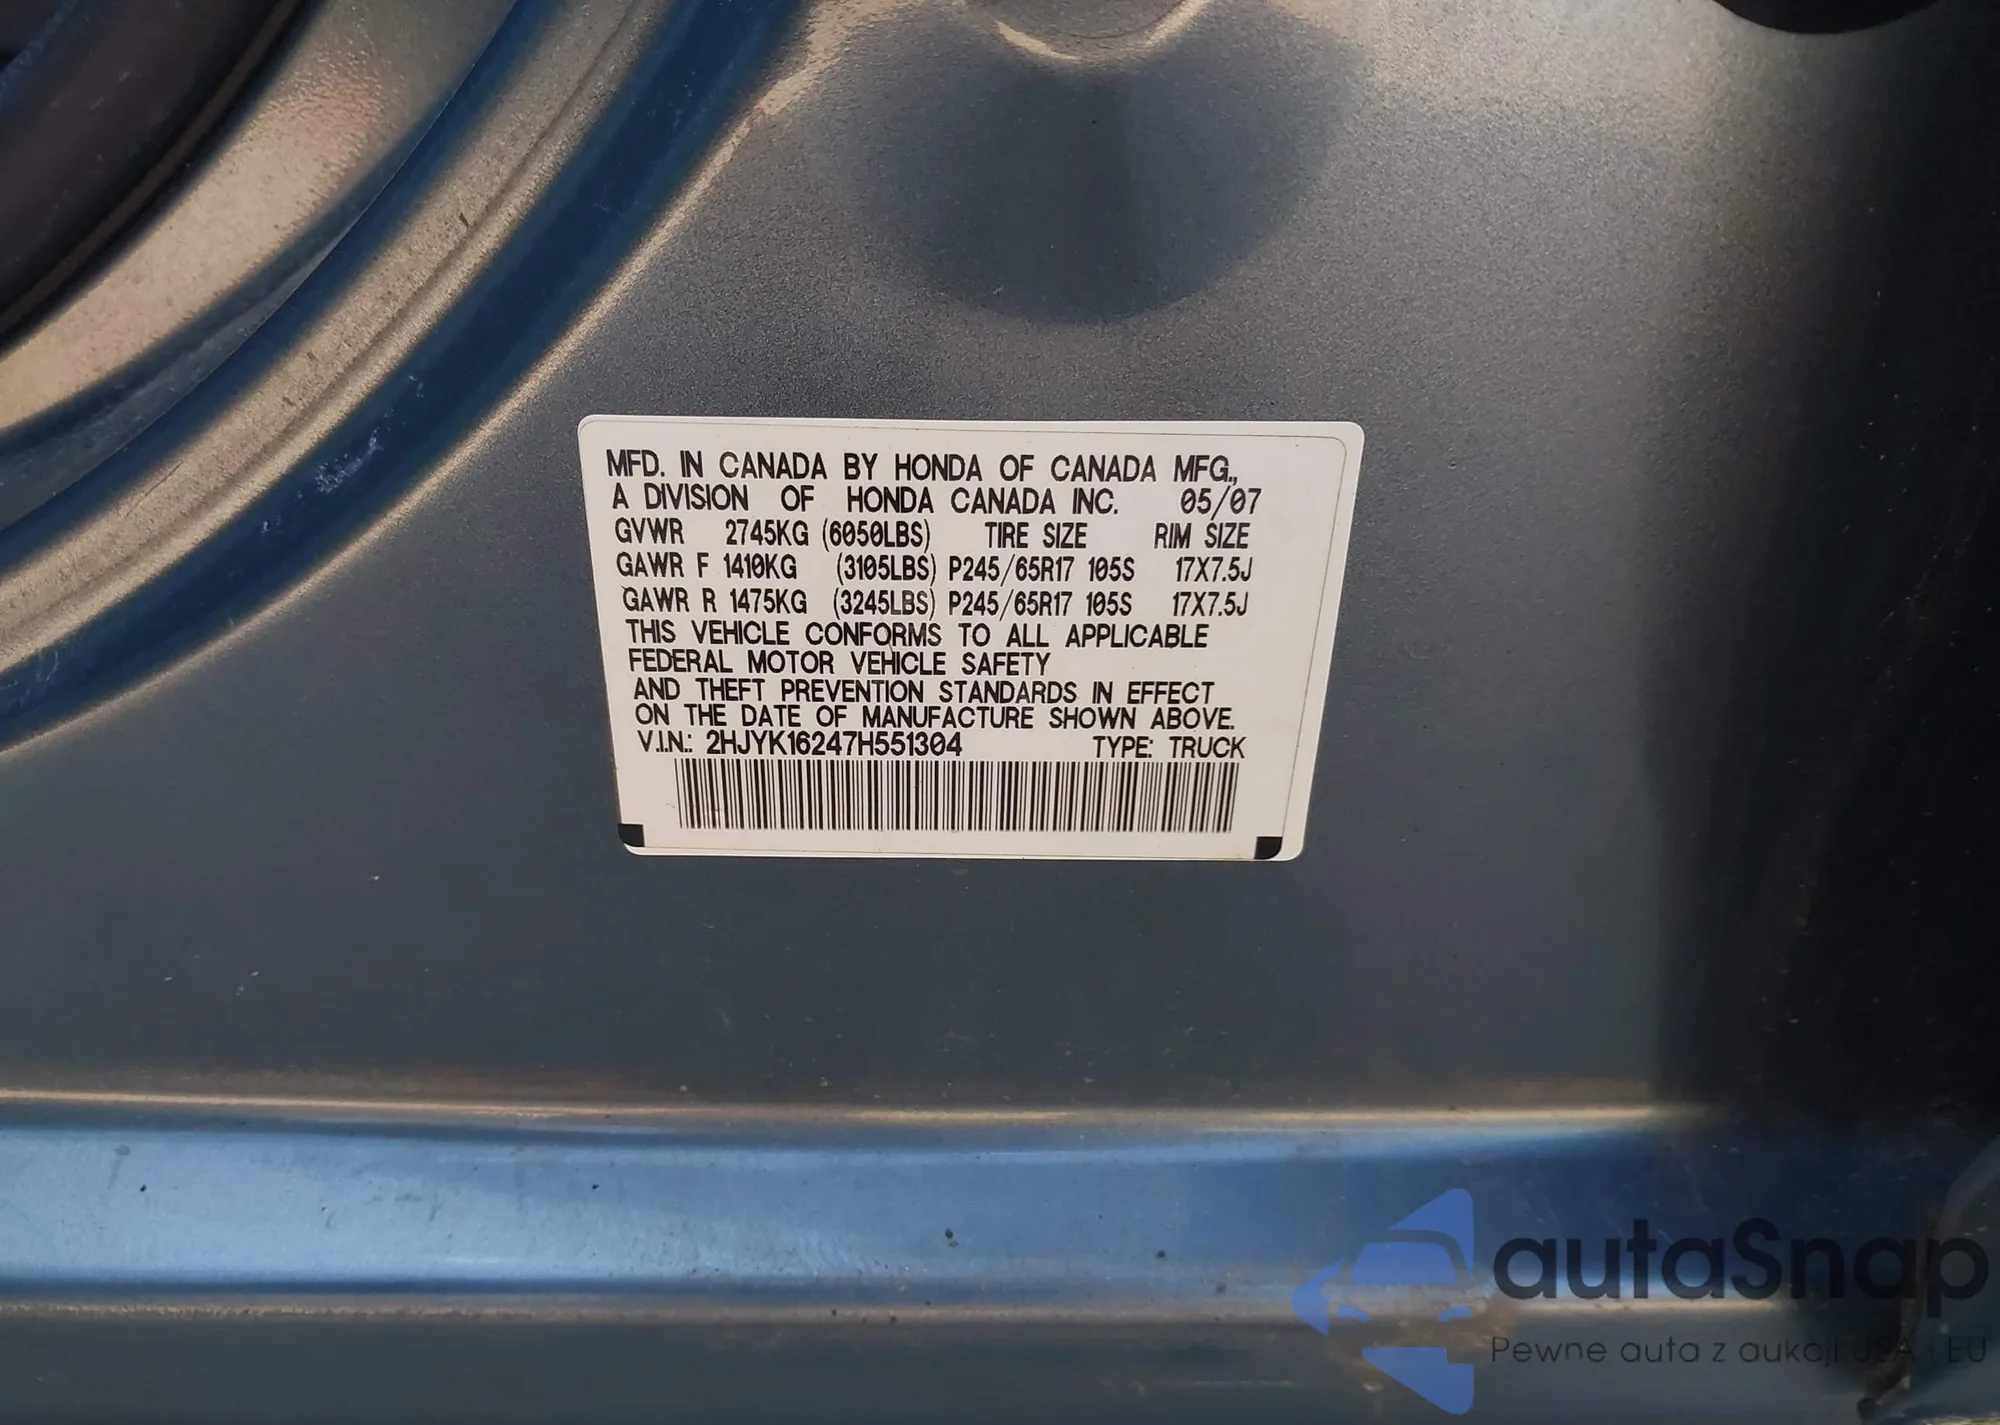 MFD. IN CANADA BY HONDA OF CANADA MFG.,
A DIVISION OF HONDA CANADA INC. 05/07
GVWR 2745KG (6050LBS) TIRE SIZE RIM SIZE
GAWR F 1410KG (3105LBS) P245/65R17 105S 17X7.5J
GAWR R 1475KG (3245LBS) P245/65R17 105S 17X7.5J
THIS VEHICLE CONFORMS TO ALL APPLICABLE
FEDERAL MOTOR VEHICLE SAFETY
AND THEFT PREVENTION STANDARDS IN EFFECT
ON THE DATE OF MANUFACTURE SHOWN ABOVE.
V.I.N.: 2HJYK16247H551304 TYPE: TRUCK
autaSnap
Pewne auta z aukcji USA i EU